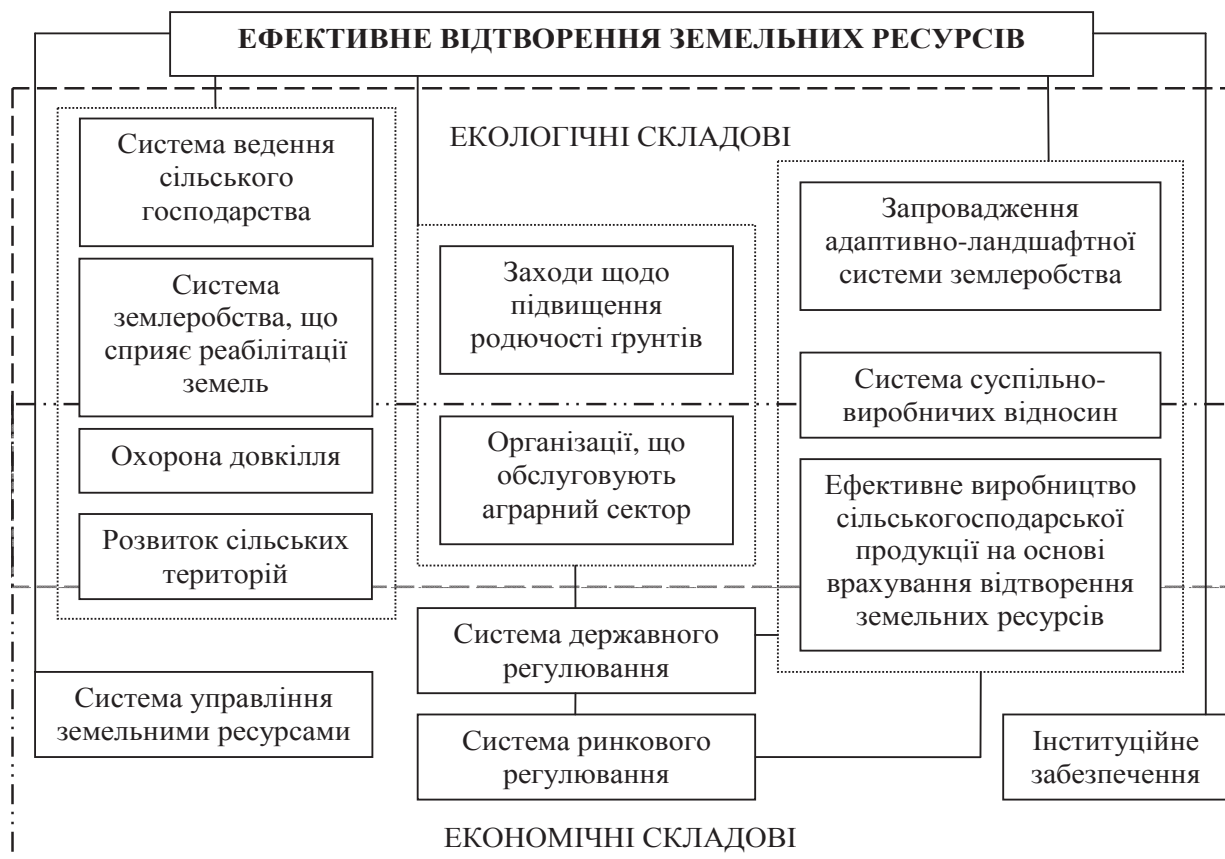 ЕФЕКТИВНЕ ВІДТВОРЕННЯ ЗЕМЕЛЬНИХ РЕСУРСІВ
ЕКОЛОГІЧНІ СКЛАДОВІ
Система ведення
сільського
господарства
Система
землеробства, що
сприяє реабілітації
земель
Охорона довкілля
Розвиток сільських
територій
Заходи щодо
підвищення
родючості ґрунтів
Організації, що
обслуговують
аграрний сектор
Запровадження
адаптивно-ландшафтної
системи землеробства
Система суспільно-
виробничих відносин
Ефективне виробництво
сільськогосподарської
продукції на основі
врахування відтворення
земельних ресурсів
Система державного
регулювання
Система управління
земельними ресурсами
Система ринкового
регулювання
Інституційне
забезпечення
ЕКОНОМІЧНІ СКЛАДОВІ